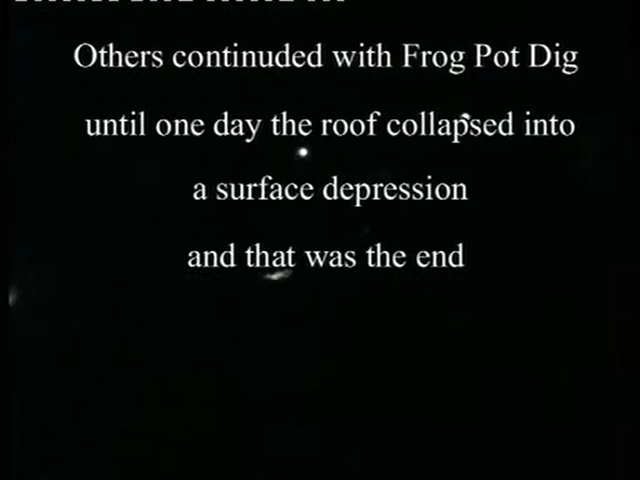 Others continuded with Frog Pot Dig
until one day the roof collapsed into
a surface depression
and that was the end